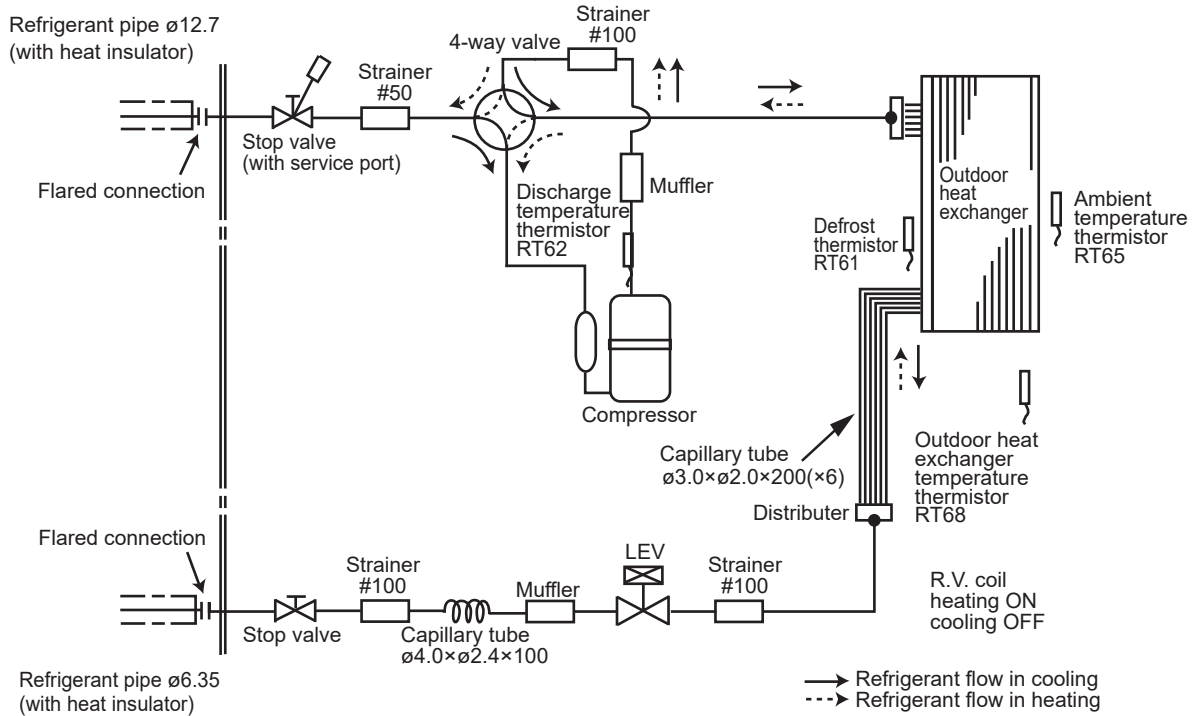 Refrigerant pipe ø12.7
(with heat insulator)
Strainer
#100
4-way valve
Strainer
#50
Stop valve
(with service port)
Flared connection
Discharge
temperature
thermistor
RT62
Muffler
Compressor
Outdoor
heat
exchanger
Defrost
thermistor
RT61
Ambient
temperature
thermistor
RT65
Capillary tube
ø3.0×ø2.0×200(×6)
Outdoor heat
exchanger
temperature
thermistor
RT68
Distributer
Flared connection
Strainer
#100
Muffler
LEV
Strainer
#100
Stop valve
Capillary tube
ø4.0×ø2.4×100
R.V. coil
heating ON
cooling OFF
Refrigerant pipe ø6.35
(with heat insulator)
Refrigerant flow in cooling
Refrigerant flow in heating